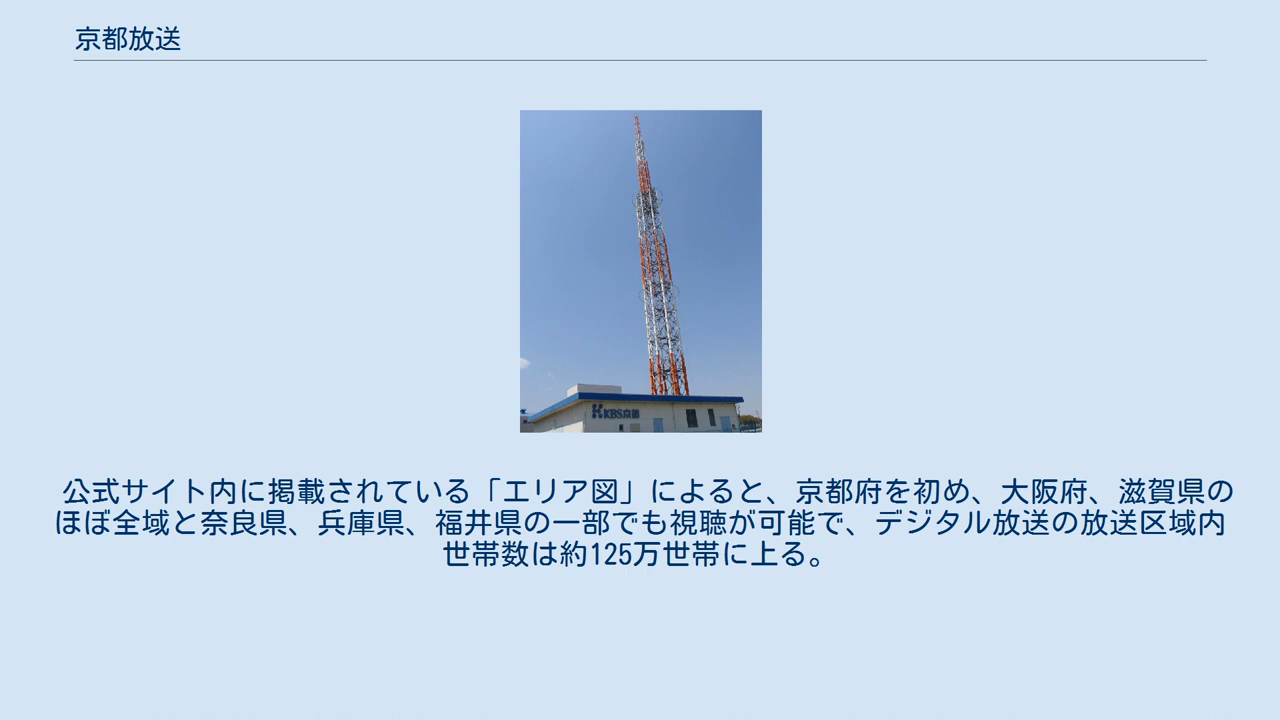 京都放送
KBS京都
公式サイト内に掲載されている「エリア図」によると、京都府を初め、大阪府、滋賀県の
ほぼ全域と奈良県、兵庫県、福井県の一部でも視聴が可能で、デジタル放送の放送区域内
世帯数は約125万世帯に上る。